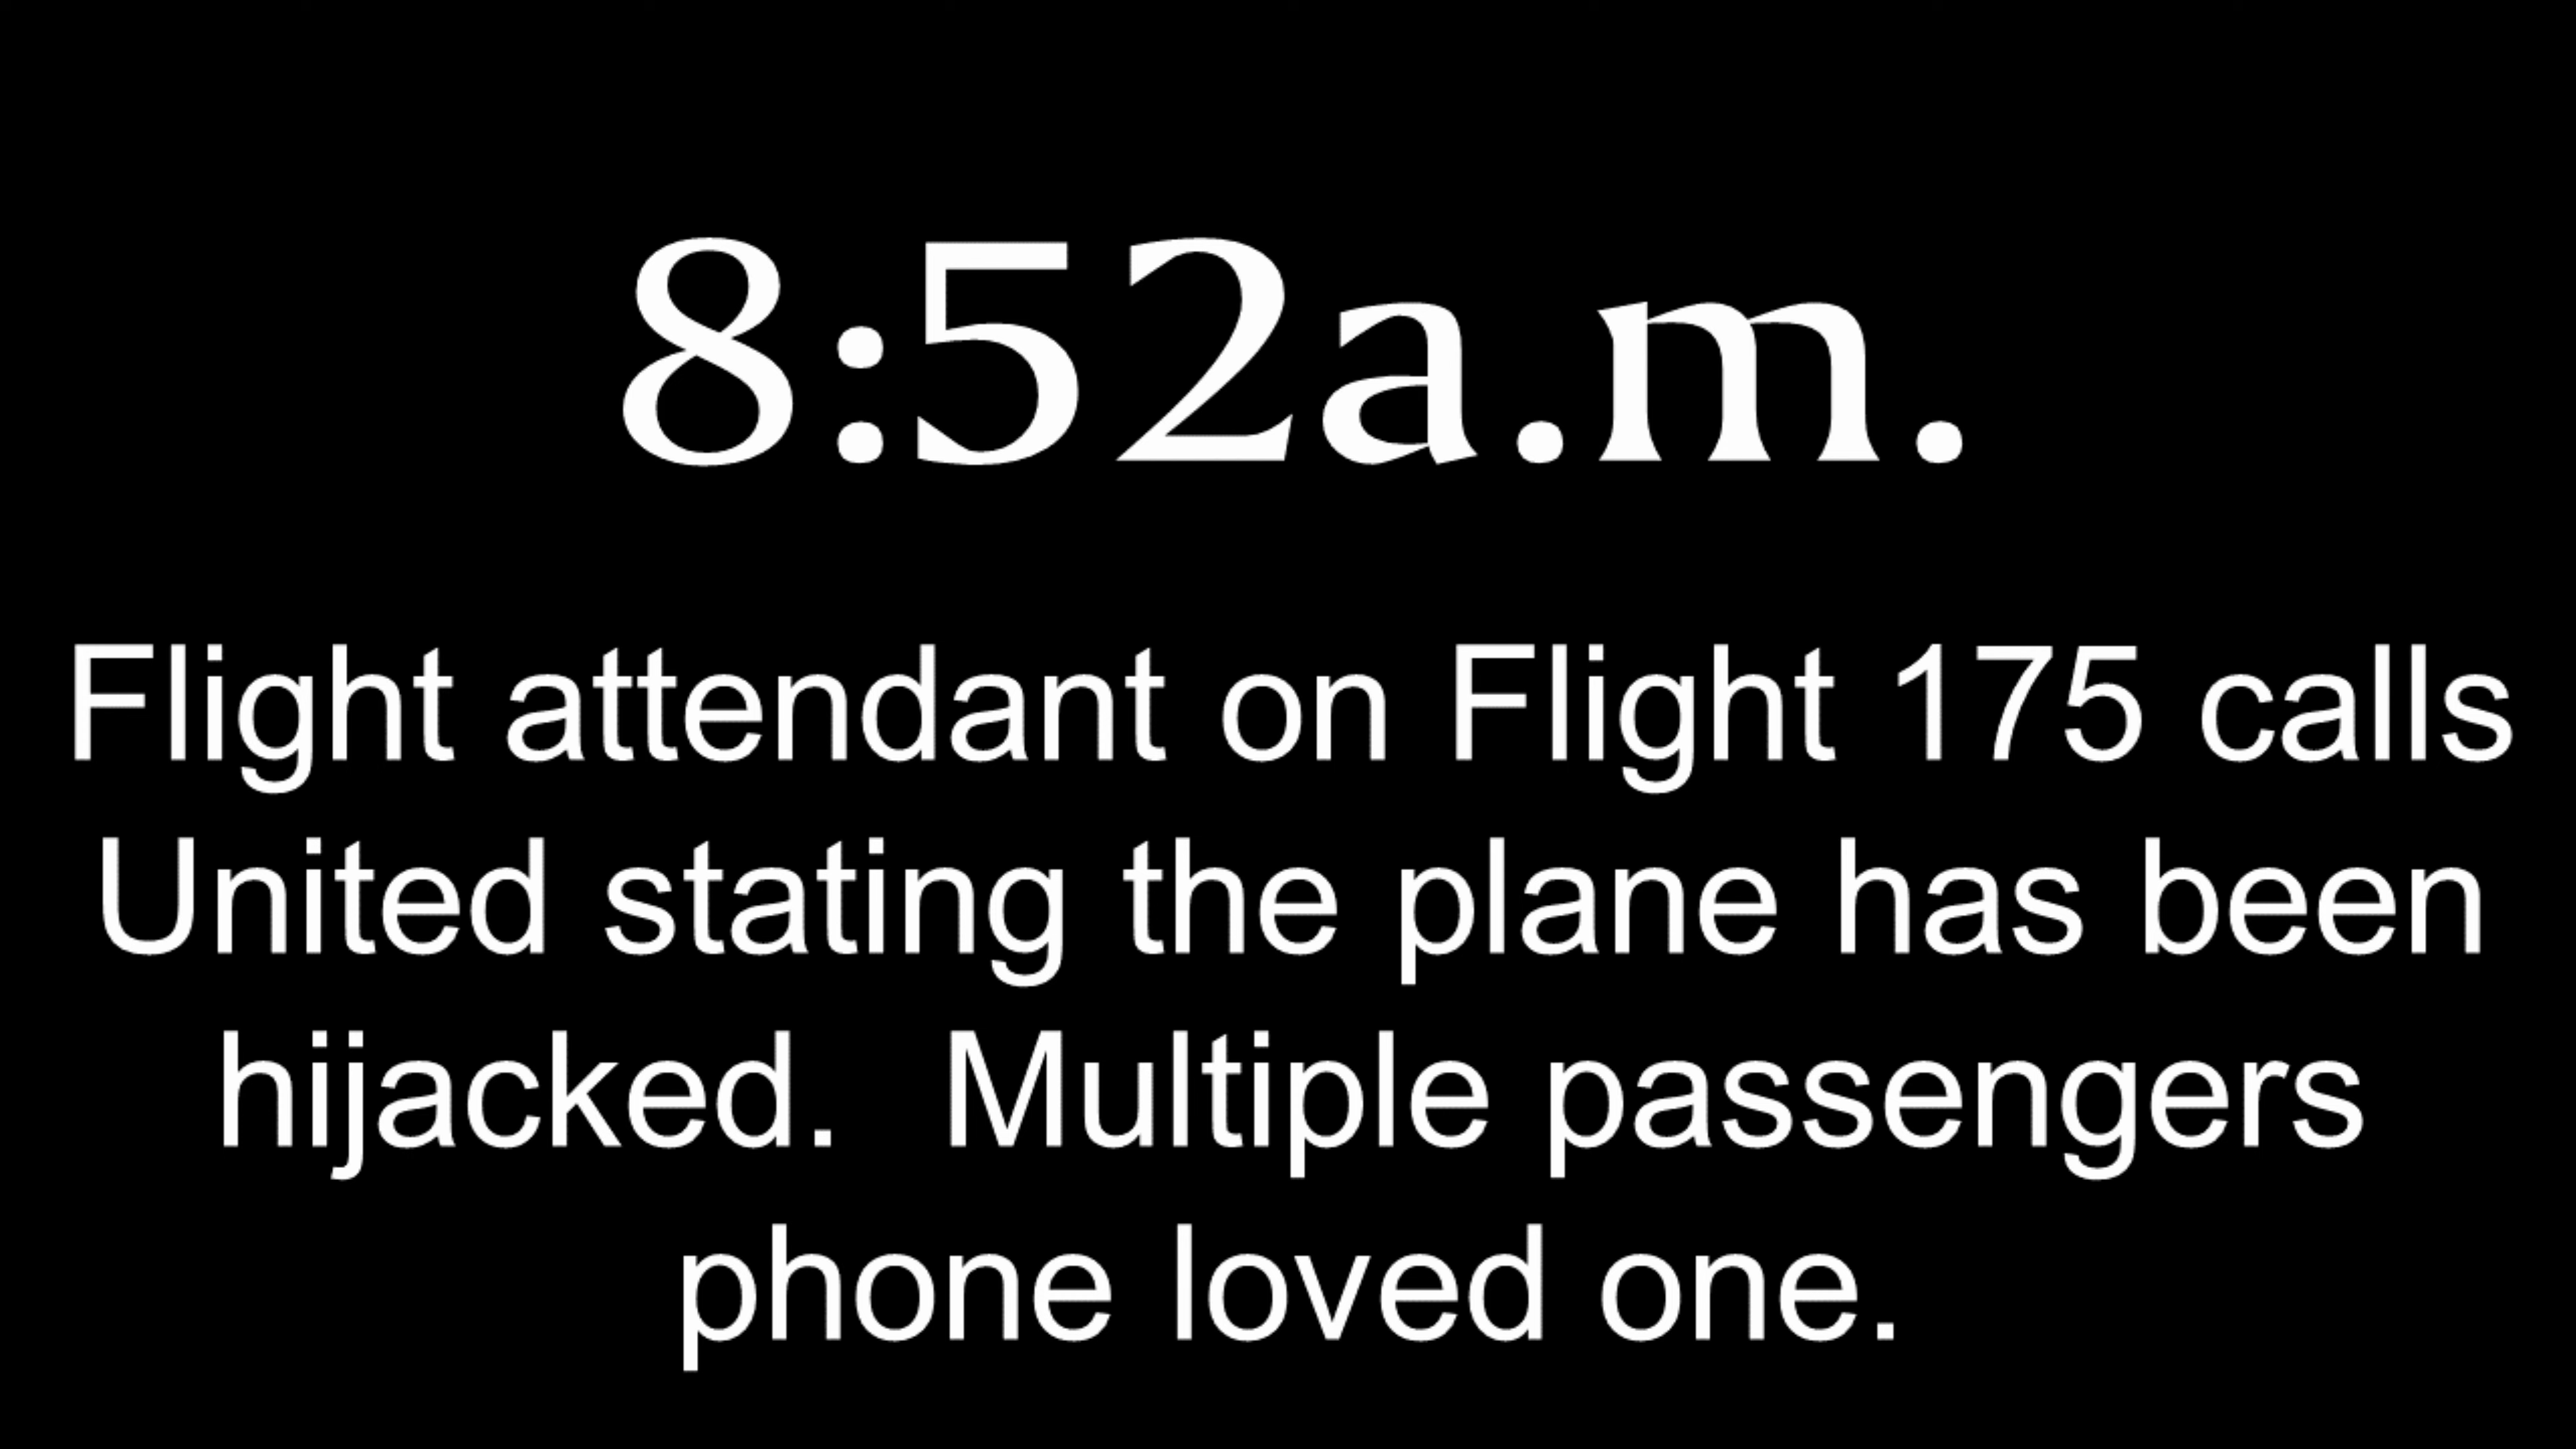 8:52a.m.
Flight attendant on Flight 175 calls
United stating the plane has been
hijacked.  Multiple passengers
phone loved one.